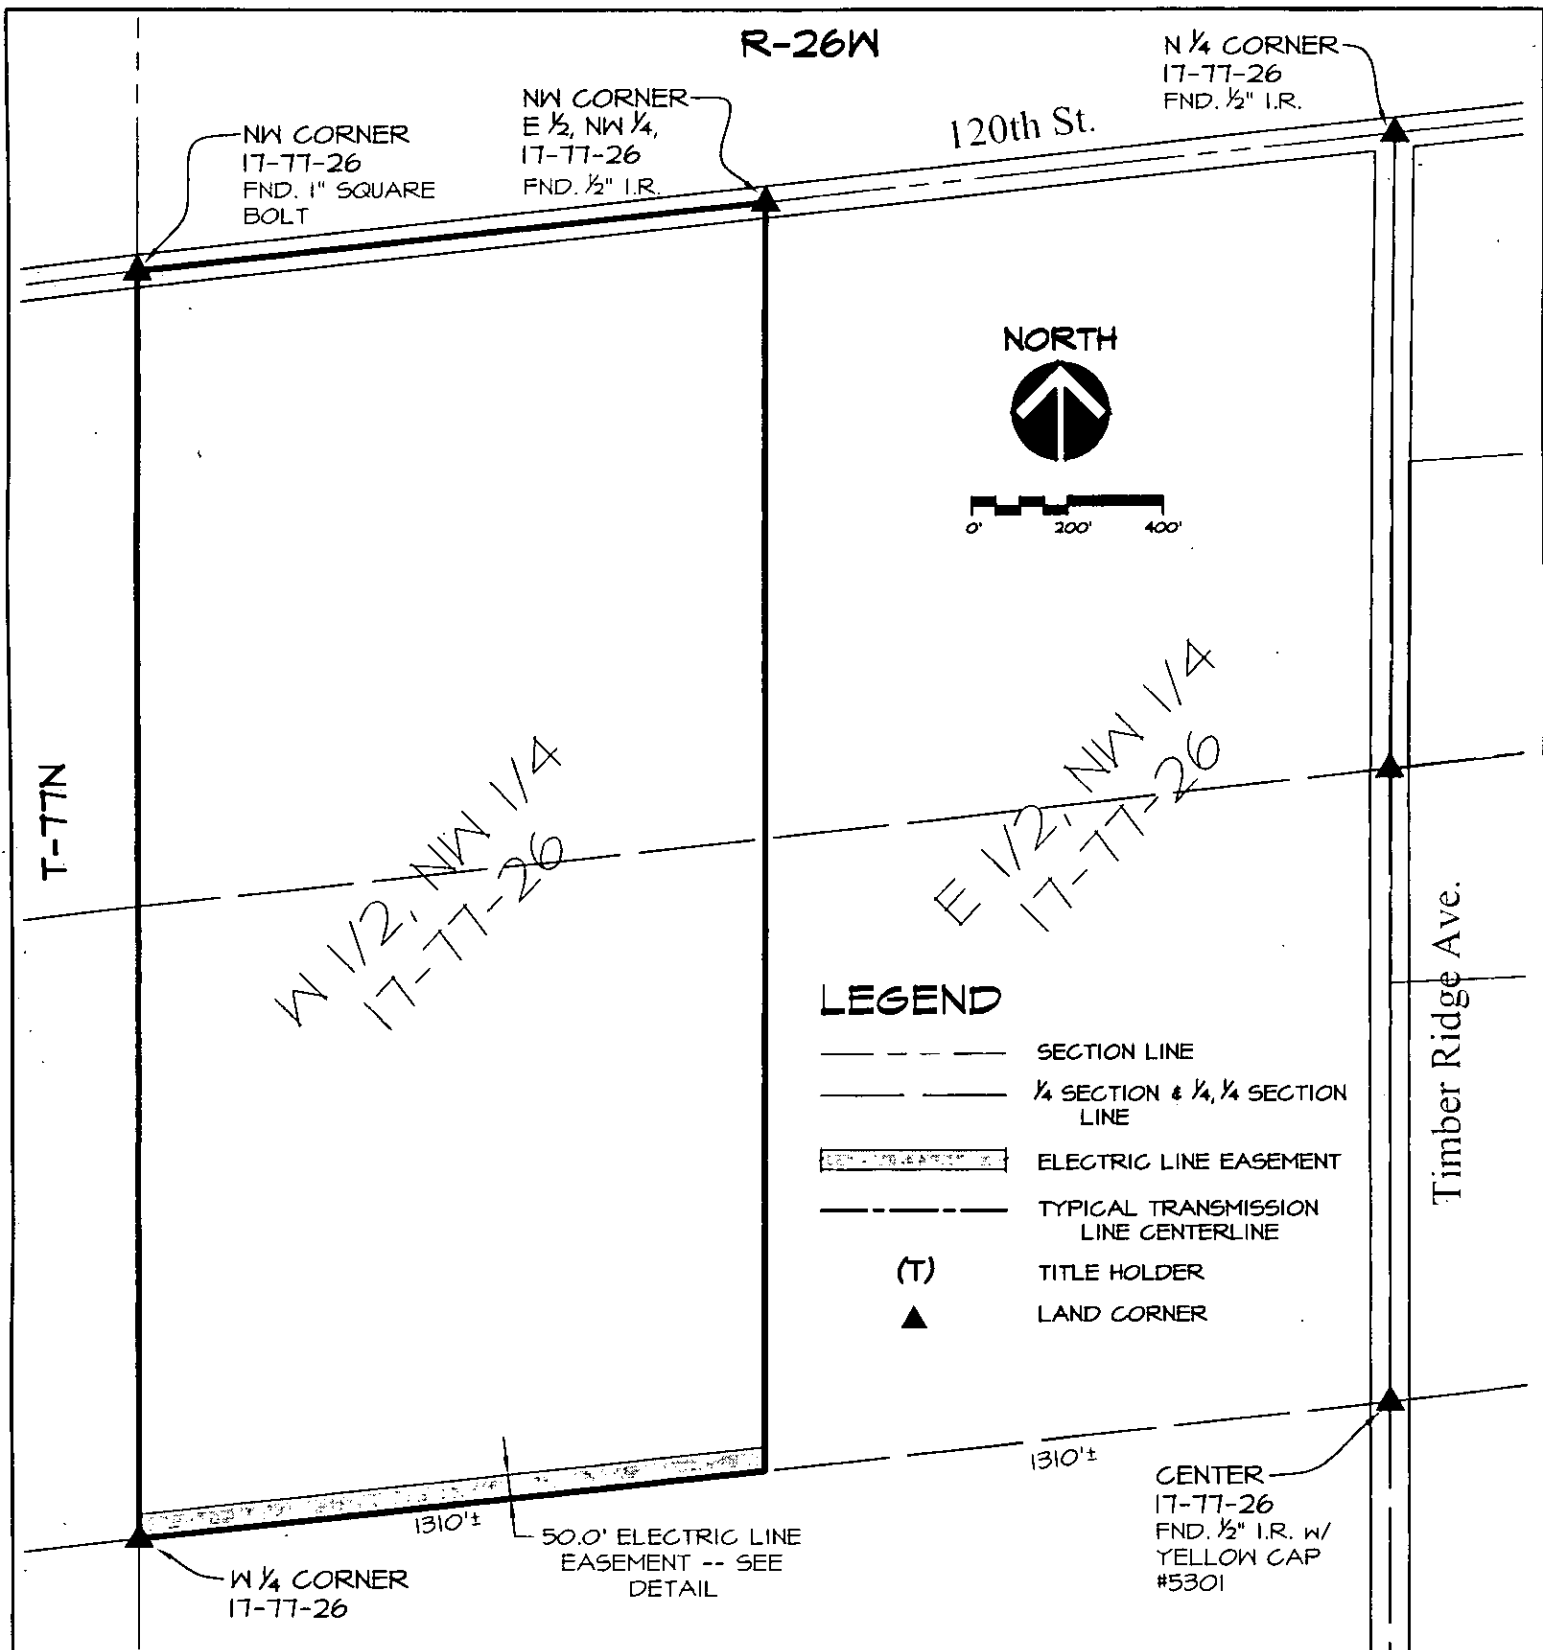 R-26W
N 1/4 CORNER
17-77-26
FND. 1/2" I.R.
NW CORNER
E 1/2, NW 1/4,
17-77-26
FND. 1/2" I.R.
120th St.
NW CORNER
17-77-26
FND. 1" SQUARE
BOLT
NORTH
0' 200' 400'
T-77N
W 1/2, NW 1/4
17-77-26
E 1/2, NW 1/4
17-77-26
Timber Ridge Ave.
LEGEND
SECTION LINE
1/4 SECTION & 1/4, 1/4 SECTION
LINE
ELECTRIC LINE EASEMENT
TYPICAL TRANSMISSION
LINE CENTERLINE
(T) TITLE HOLDER
LAND CORNER
1310'±
1310'±
50.0' ELECTRIC LINE
EASEMENT -- SEE
DETAIL
CENTER
17-77-26
FND. 1/2" I.R. W/
YELLOW CAP
#5301
W 1/4 CORNER
17-77-26